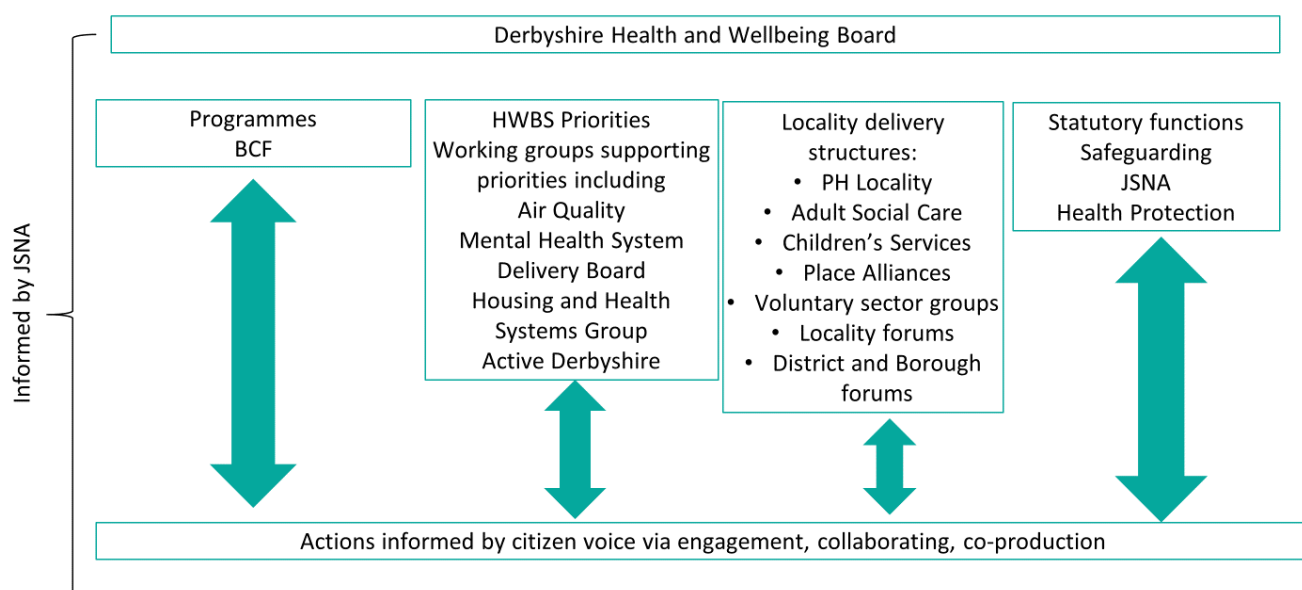 Derbyshire Health and Wellbeing Board
Informed by JSNA
Programmes
BCF
HWBS Priorities
Working groups supporting
priorities including
Air Quality
Mental Health System
Delivery Board
Housing and Health
Systems Group
Active Derbyshire
Locality delivery
structures:
• PH Locality
• Adult Social Care
• Children’s Services
• Place Alliances
• Voluntary sector groups
• Locality forums
• District and Borough
forums
Statutory functions
Safeguarding
JSNA
Health Protection
Actions informed by citizen voice via engagement, collaborating, co-production